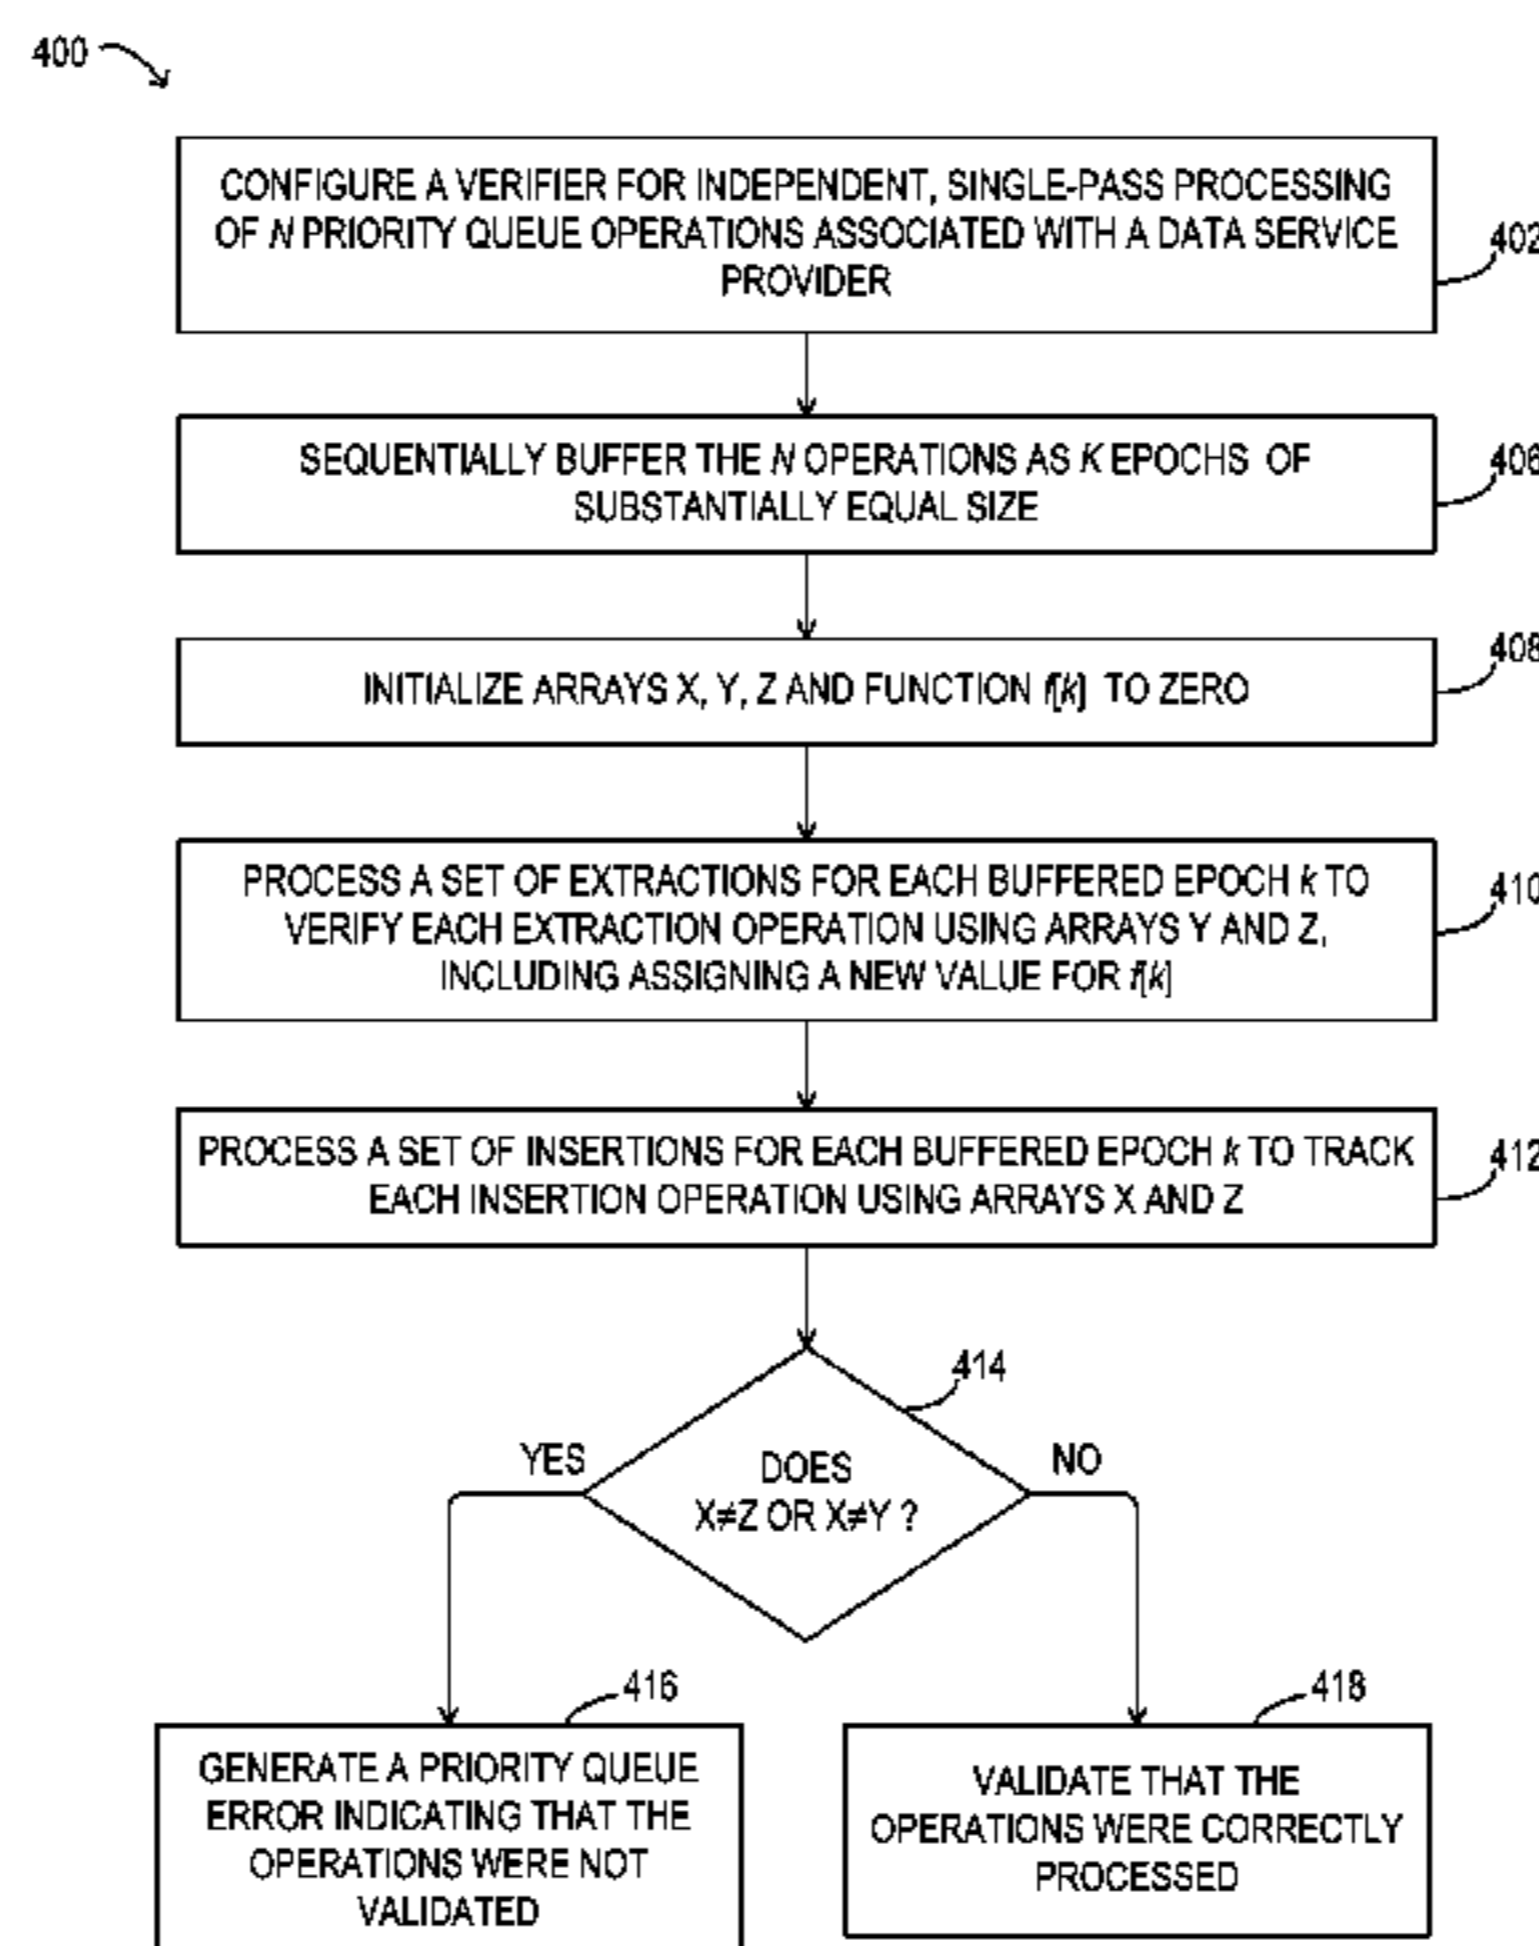 400
CONFIGURE A VERIFIER FOR INDEPENDENT, SINGLE-PASS PROCESSING
OF N PRIORITY QUEUE OPERATIONS ASSOCIATED WITH A DATA SERVICE
PROVIDER
402
SEQUENTIALLY BUFFER THE N OPERATIONS AS K EPOCHS OF
SUBSTANTIALLY EQUAL SIZE
406
INITIALIZE ARRAYS X, Y, Z AND FUNCTION f[k] TO ZERO
408
PROCESS A SET OF EXTRACTIONS FOR EACH BUFFERED EPOCH k TO
VERIFY EACH EXTRACTION OPERATION USING ARRAYS Y AND Z,
INCLUDING ASSIGNING A NEW VALUE FOR f[k]
410
PROCESS A SET OF INSERTIONS FOR EACH BUFFERED EPOCH k TO TRACK
EACH INSERTION OPERATION USING ARRAYS X AND Z
412
414
YES
DOES
X≠Z OR X≠Y ?
NO
416
GENERATE A PRIORITY QUEUE
ERROR INDICATING THAT THE
OPERATIONS WERE NOT
VALIDATED
418
VALIDATE THAT THE
OPERATIONS WERE CORRECTLY
PROCESSED